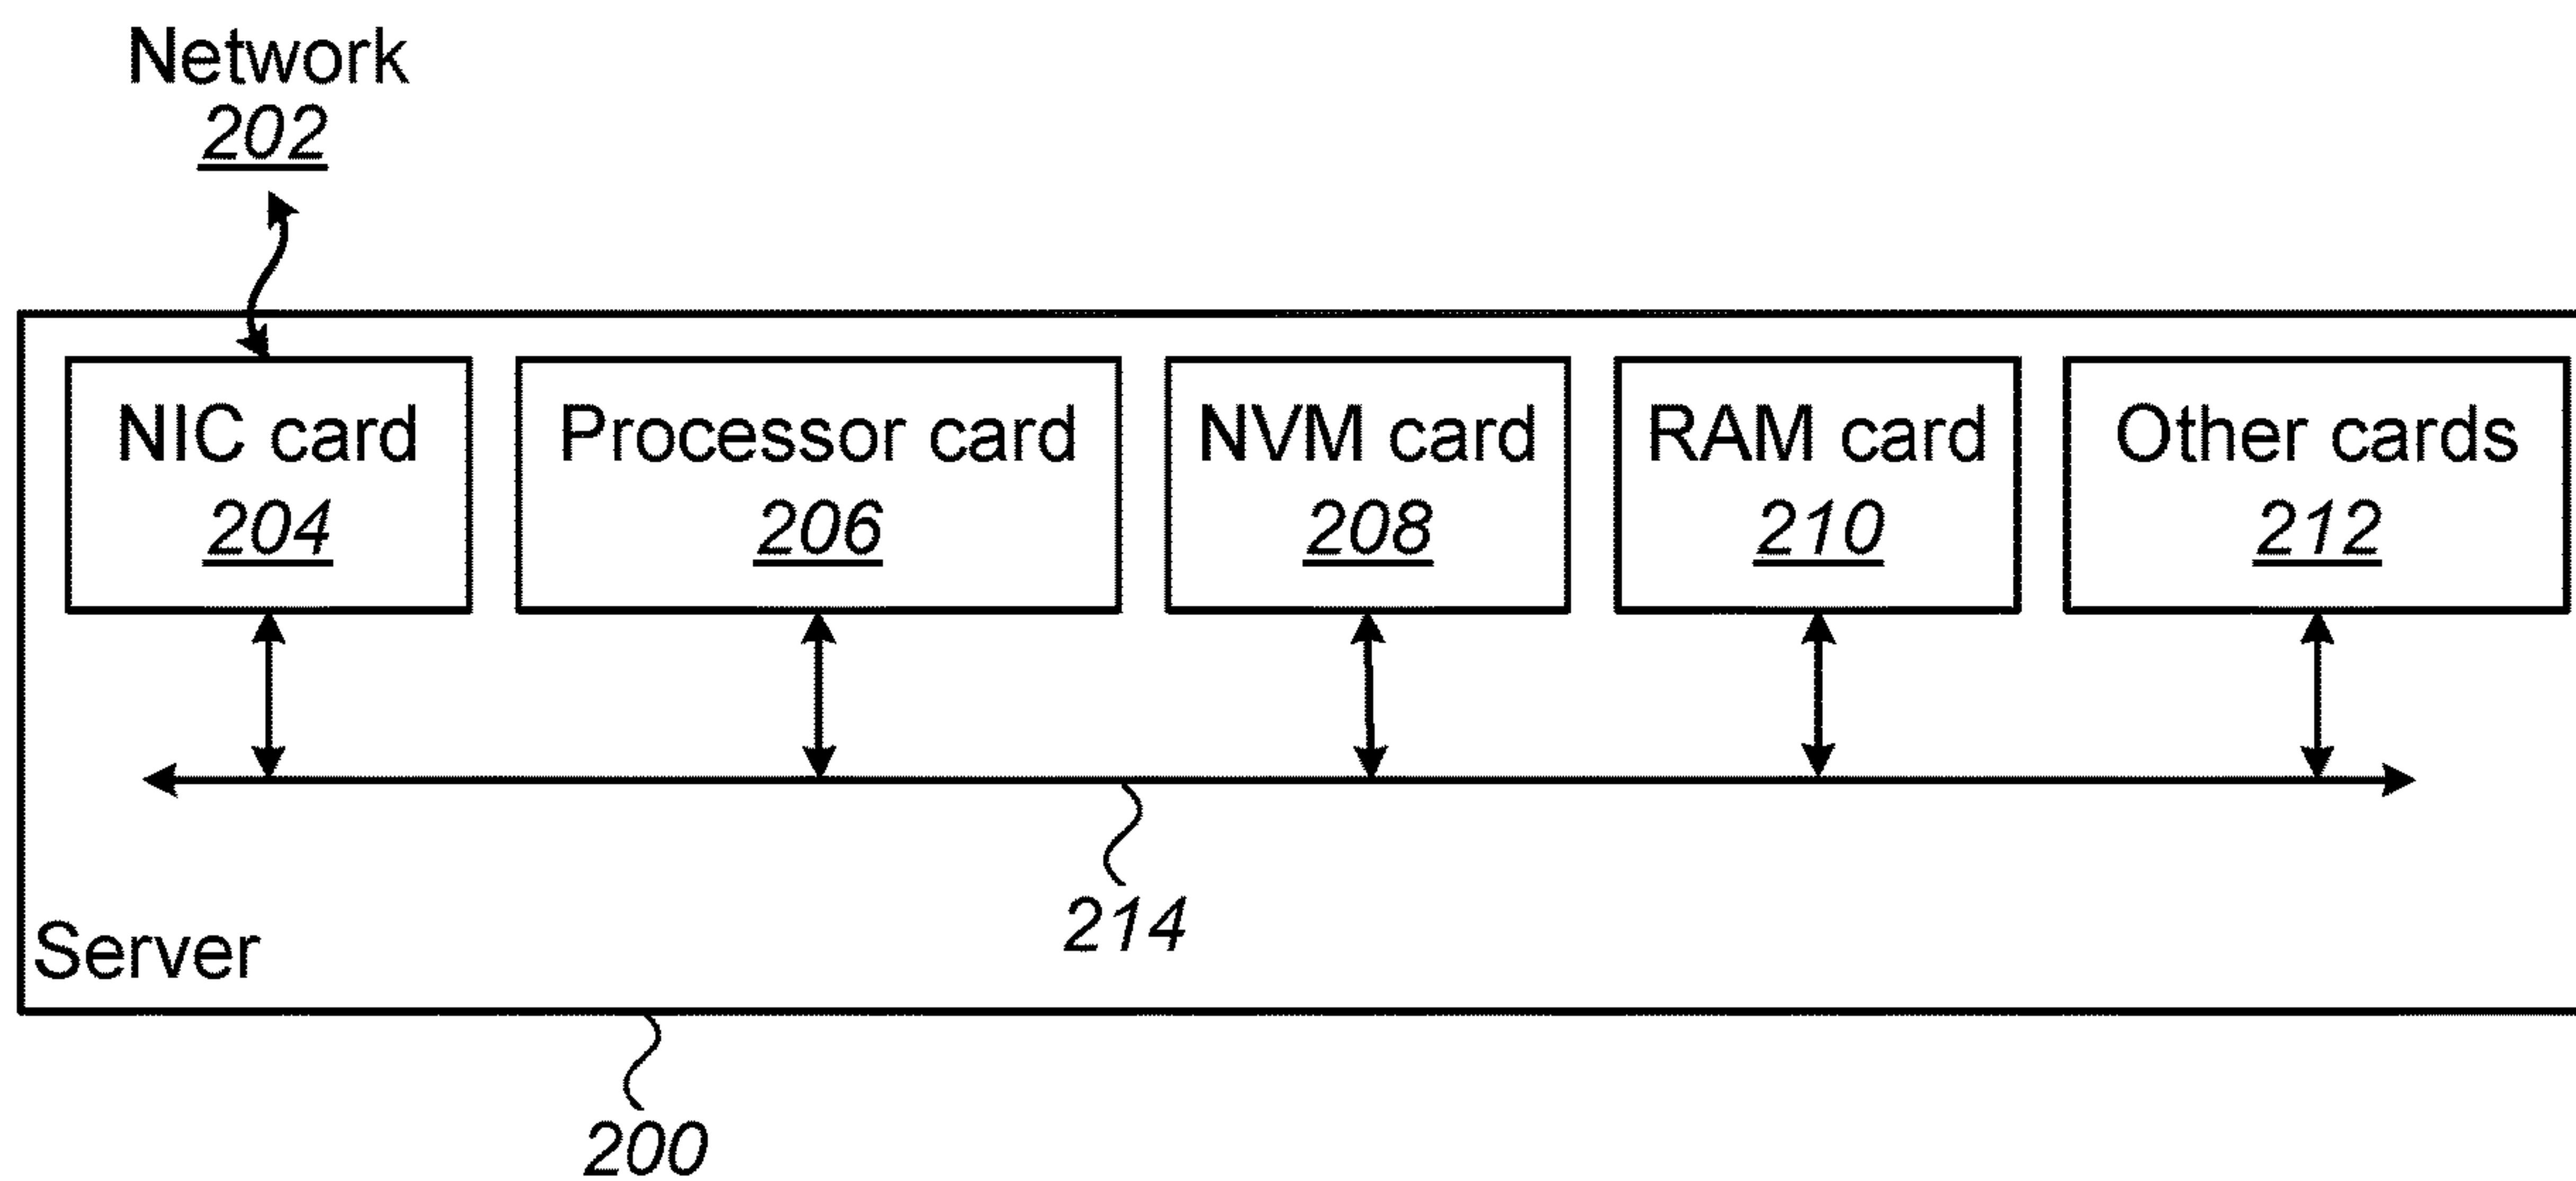 Network
202
NIC card
204
Processor card
206
NVM card
208
RAM card
210
Other cards
212
214
Server
200